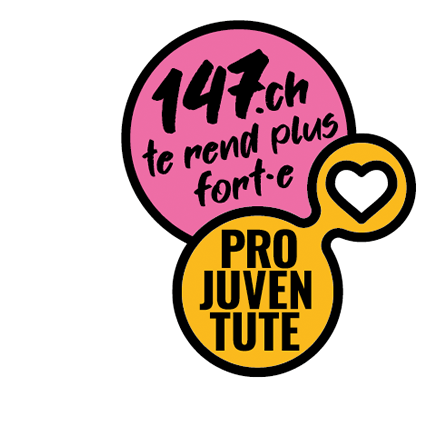 147.ch
te rend plus
fort·e
PRO
JUVEN
TUTE